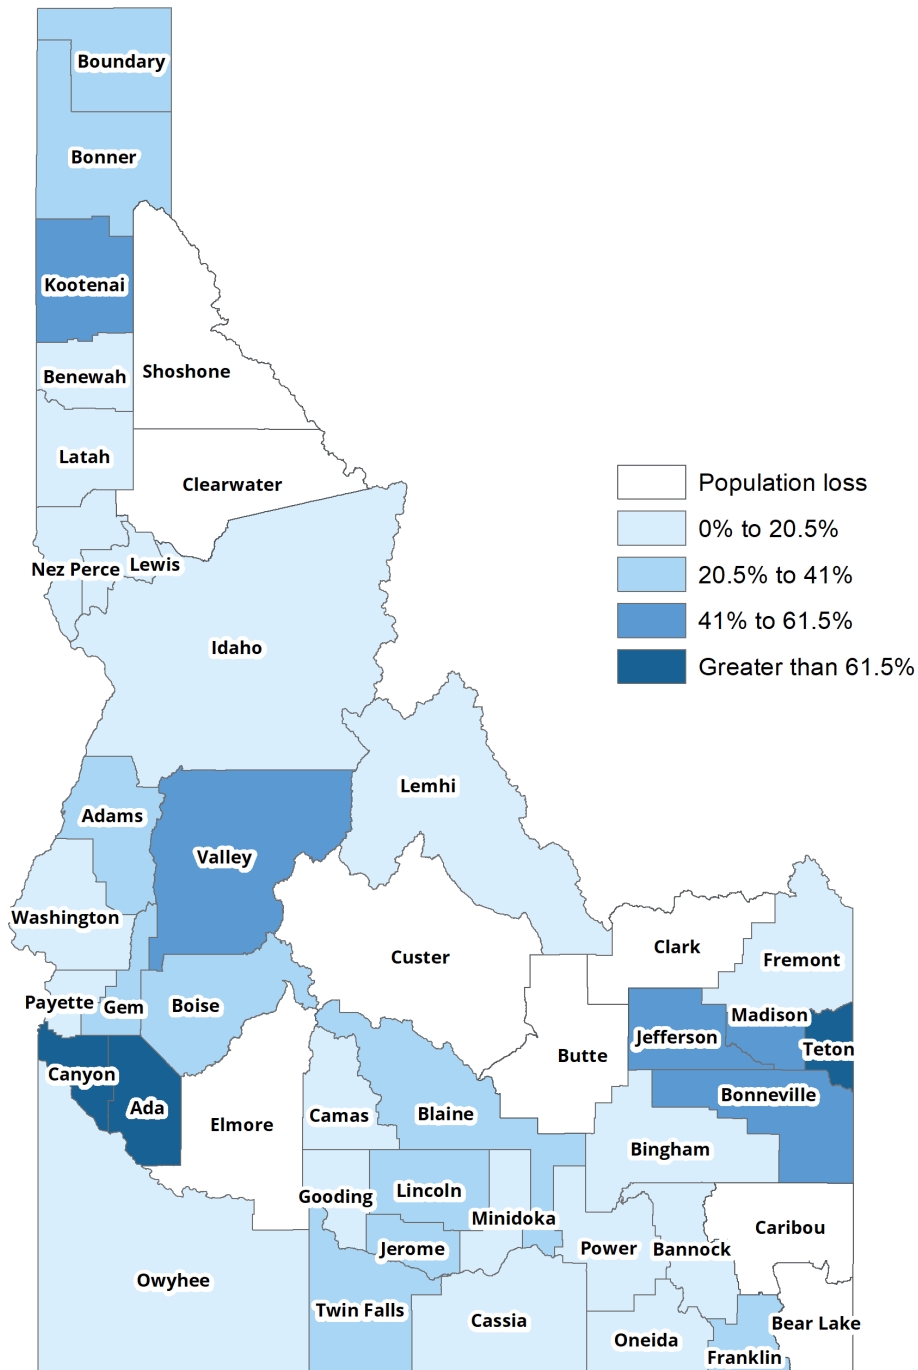 Boundary
Bonner
Kootenai
Benewah
Shoshone
Latah
Clearwater
Population loss
0% to 20.5%
20.5% to 41%
41% to 61.5%
Greater than 61.5%
Nez Perce
Lewis
Idaho
Lemhi
Adams
Valley
Washington
Custer
Clark
Fremont
Payette
Gem
Boise
Madison
Jefferson
Teton
Butte
Canyon
Ada
Bonneville
Elmore
Camas
Blaine
Bingham
Gooding
Lincoln
Minidoka
Caribou
Jerome
Power
Bannock
Owyhee
Twin Falls
Cassia
Bear Lake
Oneida
Franklin